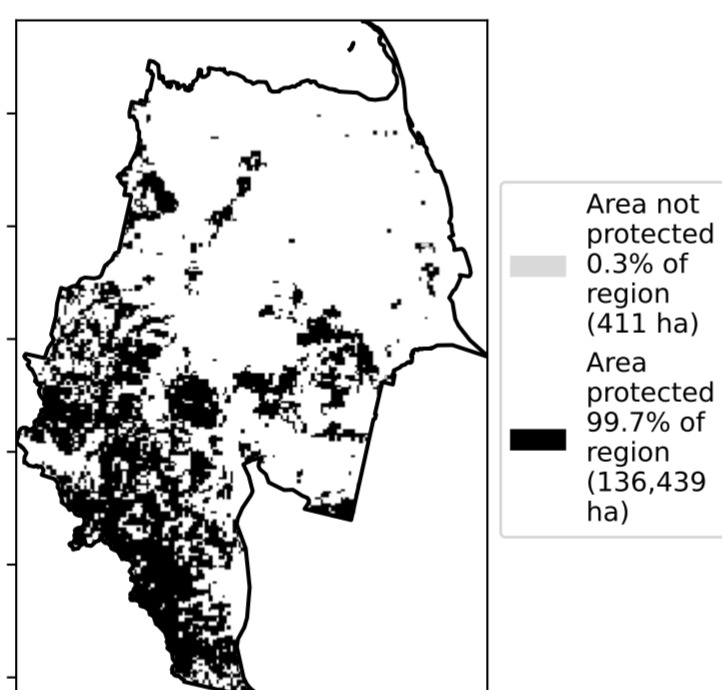 Area not
protected
0.3% of
region
(411 ha)
Area
protected
99.7% of
region
(136,439
ha)